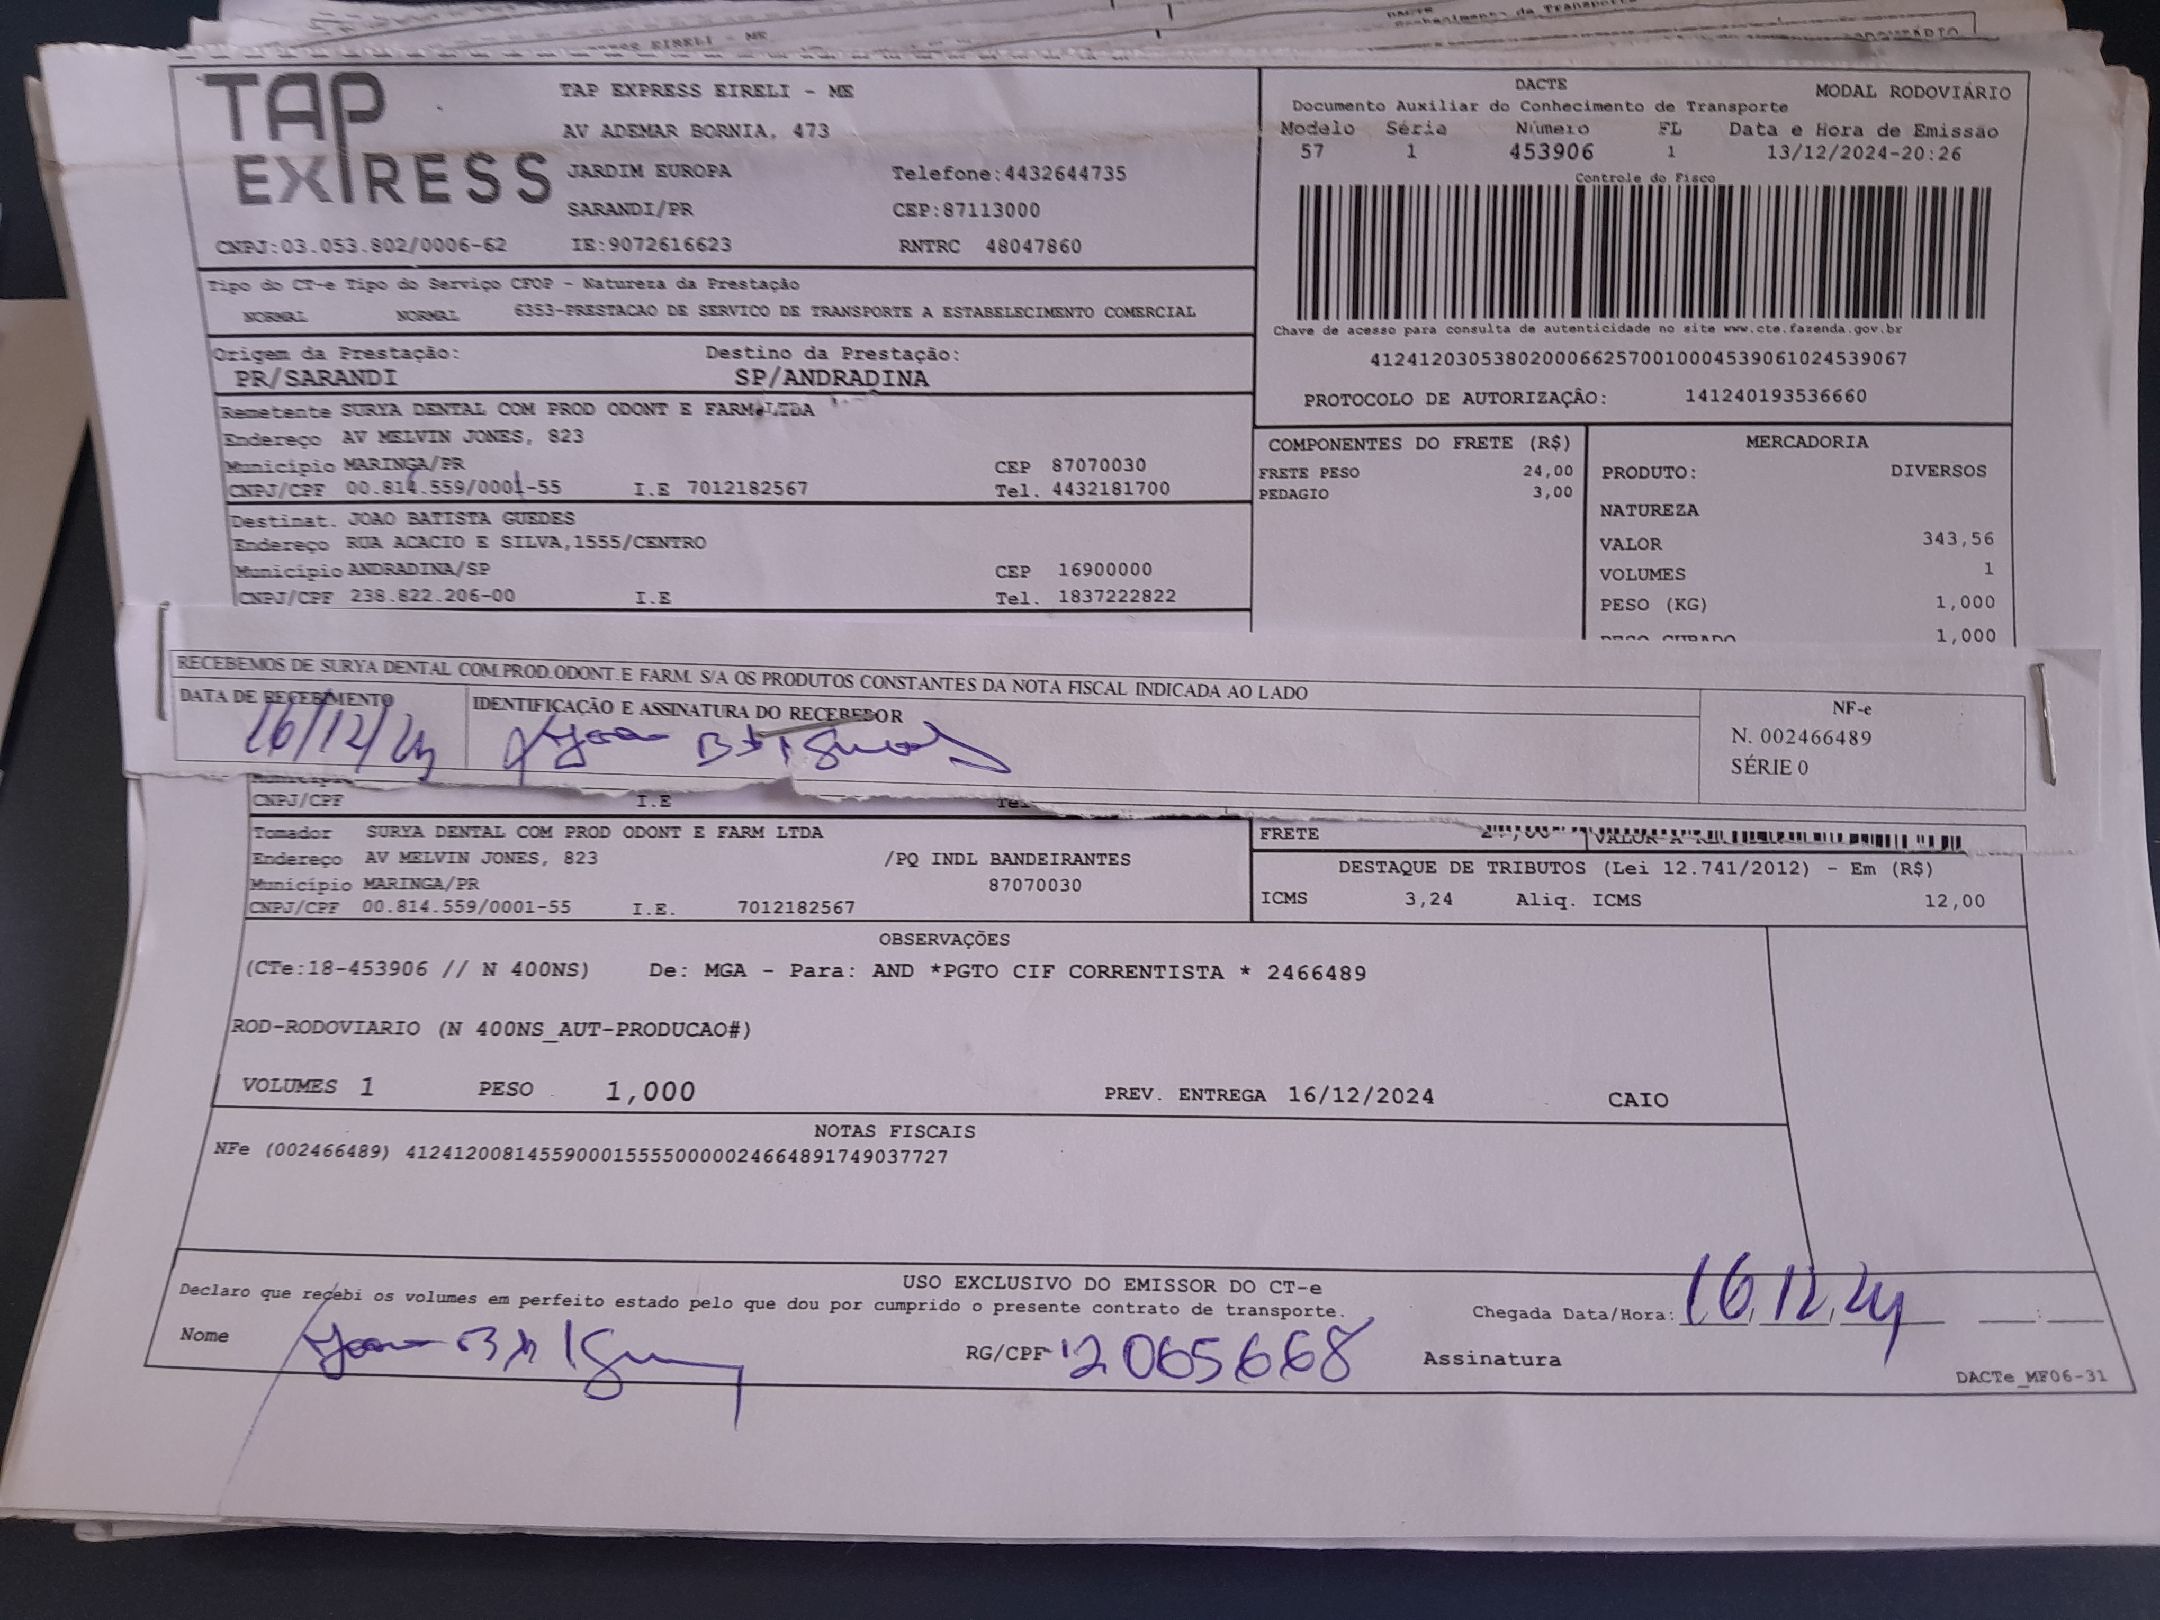 TAP EXPRESS
TAP EXPRESS EIRELI - ME
AV ADEMAR BORNIA, 473
JARDIM EUROPA Telefone:4432644735
SARANDI/PR CEP:87113000
CNPJ:03.053.802/0006-62 IE:9072616623 RNTRC 48047860
DACTE MODAL RODOVIÁRIO
Documento Auxiliar do Conhecimento de Transporte
Modelo Séria Número FL Data e Hora de Emissão
57 1 453906 1 13/12/2024-20:26
Controle do Fisco
Chave de acesso para consulta de autenticidade no site www.cte.fazenda.gov.br
41241203053802000662570010004539061024539067
PROTOCOLO DE AUTORIZAÇÂO: 141240193536660
Tipo do CT-e Tipo do Serviço CFOP - Natureza da Prestação
NORMAL NORMAL 6353-PRESTACAO DE SERVICO DE TRANSPORTE A ESTABELECIMENTO COMERCIAL
Origem da Prestação: Destino da Prestação:
PR/SARANDI SP/ANDRADINA
Remetente SURYA DENTAL COM PROD ODONT E FARM LTDA
Endereço AV MELVIN JONES, 823
Município MARINGA/PR CEP 87070030
CNPJ/CPF 00.814.559/0001-55 I.E 7012182567 Tel. 4432181700
Destinat. JOAO BATISTA GUEDES
Endereço RUA ACACIO E SILVA,1555/CENTRO
Município ANDRADINA/SP CEP 16900000
CNPJ/CPF 238.822.206-00 I.E Tel. 1837222822
COMPONENTES DO FRETE (R$)
FRETE PESO 24,00
PEDAGIO 3,00
MERCADORIA
PRODUTO: DIVERSOS
NATUREZA
VALOR 343,56
VOLUMES 1
PESO (KG) 1,000
PESO CUBADO 1,000
RECEBEMOS DE SURYA DENTAL COM.PROD.ODONT.E FARM. S/A OS PRODUTOS CONSTANTES DA NOTA FISCAL INDICADA AO LADO
DATA DE RECEBIMENTO IDENTIFICAÇÃO E ASSINATURA DO RECEBEDOR
16/12/24
NF-e
N. 002466489
SÉRIE 0
CNPJ/CPF I.E
Tomador SURYA DENTAL COM PROD ODONT E FARM LTDA
Endereço AV MELVIN JONES, 823 /PQ INDL BANDEIRANTES
Município MARINGA/PR 87070030
CNPJ/CPF 00.814.559/0001-55 I.E. 7012182567
FRETE
DESTAQUE DE TRIBUTOS (Lei 12.741/2012) - Em (R$)
ICMS 3,24 Aliq. ICMS 12,00
OBSERVAÇÕES
(CTe:18-453906 // N 400NS) De: MGA - Para: AND *PGTO CIF CORRENTISTA * 2466489
ROD-RODOVIARIO (N 400NS_AUT-PRODUCAO#)
VOLUMES 1 PESO 1,000 PREV. ENTREGA 16/12/2024 CAIO
NOTAS FISCAIS
NFe (002466489) 41241200814559000155550000024664891749037727
USO EXCLUSIVO DO EMISSOR DO CT-e
Declaro que recebi os volumes em perfeito estado pelo que dou por cumprido o presente contrato de transporte.
Chegada Data/Hora: 16,12,24
Nome RG/CPF 12065668 Assinatura
DACTe_MF06-31